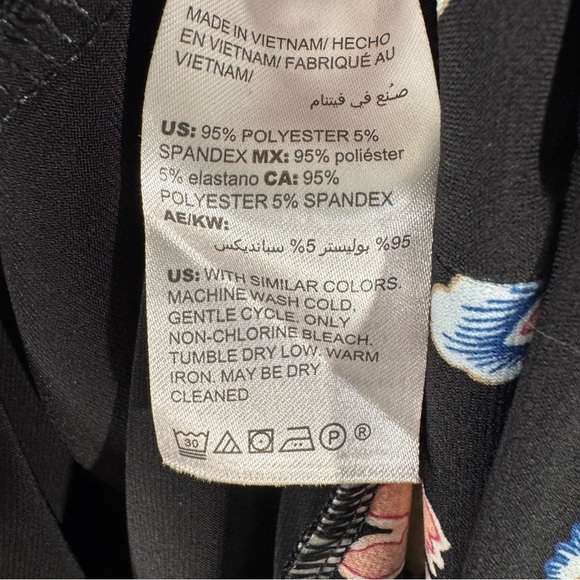 MADE IN VIETNAM/ HECHO
EN VIETNAM/ FABRIQUÉ AU
VIETNAM/
صُنع في فيتنام
US: 95% POLYESTER 5%
SPANDEX MX: 95% poliéster
5% elastano CA: 95%
POLYESTER 5% SPANDEX
AE/KW:
95% بوليستر 5% سبانديكس
US: WITH SIMILAR COLORS.
MACHINE WASH COLD,
GENTLE CYCLE. ONLY
NON-CHLORINE BLEACH.
TUMBLE DRY LOW. WARM
IRON. MAY BE DRY
CLEANED
30 P ®